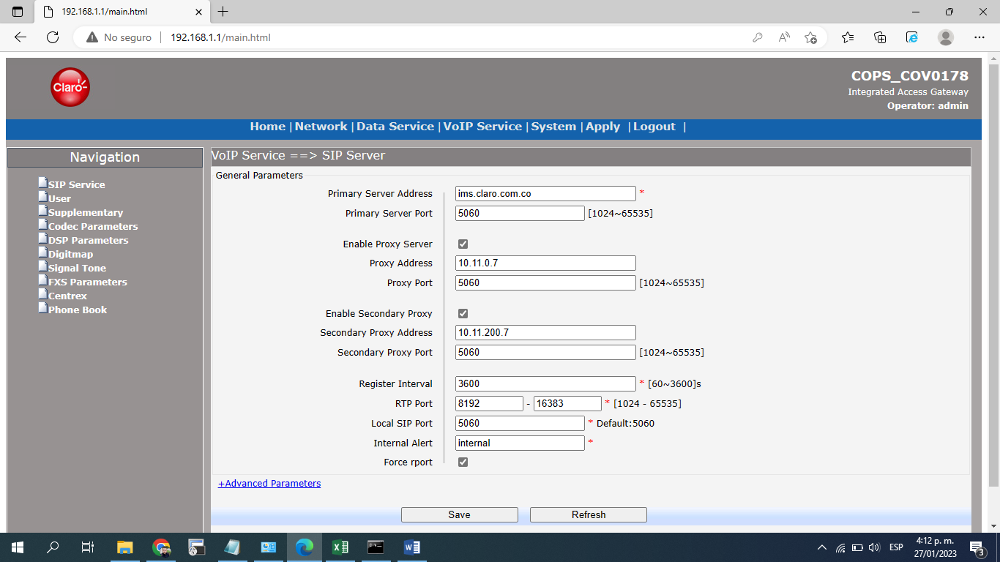 192.168.1.1/main.html
No seguro
192.168.1.1/main.html
Claro
COPS_COV0178
Integrated Access Gateway
Operator: admin
Home | Network | Data Service | VoIP Service | System | Apply | Logout |
Navigation
SIP Service
User
Supplementary
Codec Parameters
DSP Parameters
Digitmap
Signal Tone
FXS Parameters
Centrex
Phone Book
VoIP Service ==> SIP Server
General Parameters
Primary Server Address ims.claro.com.co *
Primary Server Port 5060 [1024~65535]
Enable Proxy Server
Proxy Address 10.11.0.7
Proxy Port 5060 [1024~65535]
Enable Secondary Proxy
Secondary Proxy Address 10.11.200.7
Secondary Proxy Port 5060 [1024~65535]
Register Interval 3600 * [60~3600]s
RTP Port 8192 - 16383 * [1024 - 65535]
Local SIP Port 5060 * Default:5060
Internal Alert internal *
Force rport
+Advanced Parameters
Save Refresh
ESP
4:12 p. m.
27/01/2023
3